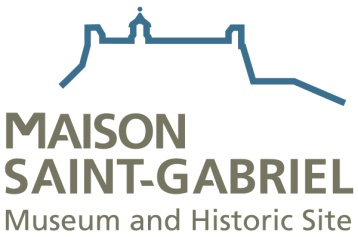 MAISON
SAINT-GABRIEL
Museum and Historic Site